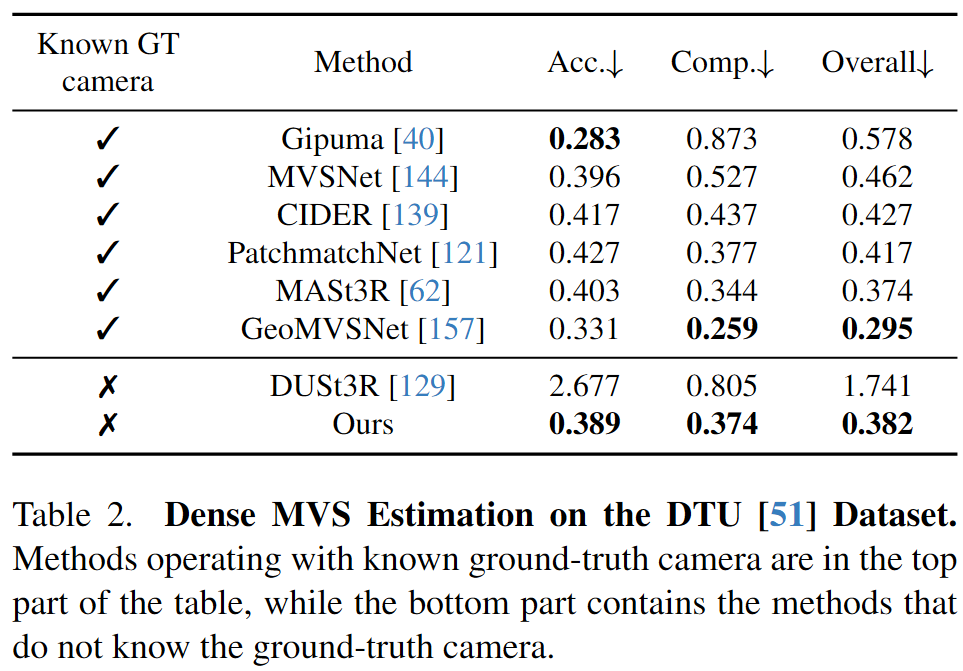 Known GT camera Method Acc.↓ Comp.↓ Overall↓
✓ Gipuma [40] 0.283 0.873 0.578
✓ MVSNet [144] 0.396 0.527 0.462
✓ CIDER [139] 0.417 0.437 0.427
✓ PatchmatchNet [121] 0.427 0.377 0.417
✓ MASt3R [62] 0.403 0.344 0.374
✓ GeoMVSNet [157] 0.331 0.259 0.295
✗ DUSt3R [129] 2.677 0.805 1.741
✗ Ours 0.389 0.374 0.382
Table 2. Dense MVS Estimation on the DTU [51] Dataset.
Methods operating with known ground-truth camera are in the top
part of the table, while the bottom part contains the methods that
do not know the ground-truth camera.